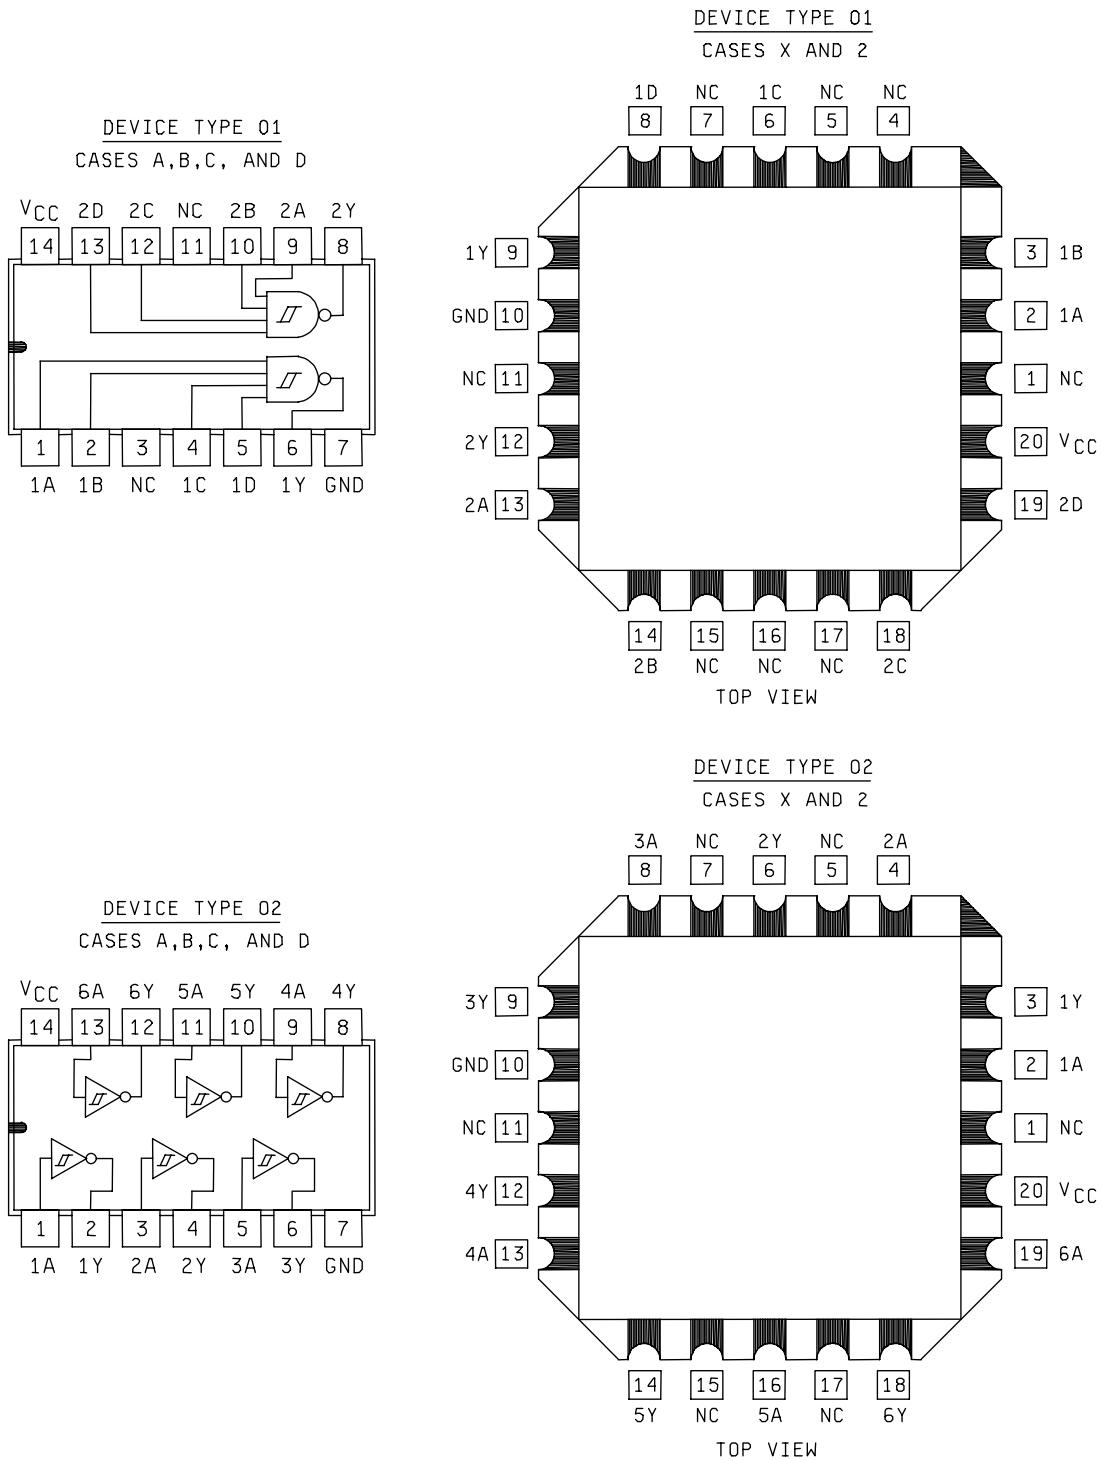 DEVICE TYPE 01
CASES A,B,C, AND D
VCC 2D 2C NC 2B 2A 2Y
14 13 12 11 10 9 8
1 2 3 4 5 6 7
1A 1B NC 1C 1D 1Y GND
DEVICE TYPE 01
CASES X AND 2
1D NC 1C NC NC
8 7 6 5 4
1Y 9 3 1B
GND 10 2 1A
NC 11 1 NC
2Y 12 20 VCC
2A 13 19 2D
14 15 16 17 18
2B NC NC NC 2C
TOP VIEW
DEVICE TYPE 02
CASES A,B,C, AND D
VCC 6A 6Y 5A 5Y 4A 4Y
14 13 12 11 10 9 8
1 2 3 4 5 6 7
1A 1Y 2A 2Y 3A 3Y GND
DEVICE TYPE 02
CASES X AND 2
3A NC 2Y NC 2A
8 7 6 5 4
3Y 9 3 1Y
GND 10 2 1A
NC 11 1 NC
4Y 12 20 VCC
4A 13 19 6A
14 15 16 17 18
5Y NC 5A NC 6Y
TOP VIEW